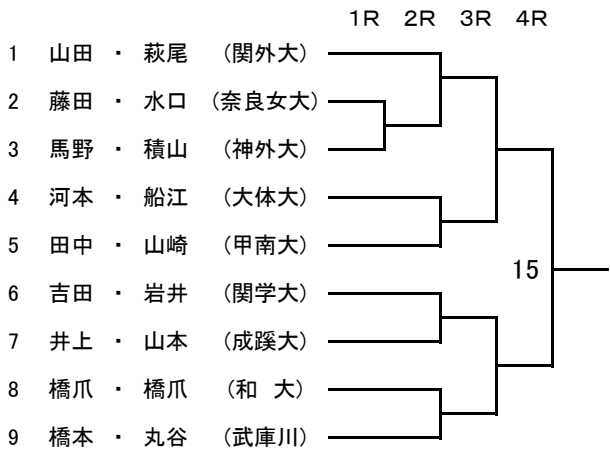 1R 2R 3R 4R
1 山田 ・ 萩尾 (関外大)
2 藤田 ・ 水口 (奈良女大)
3 馬野 ・ 積山 (神外大)
4 河本 ・ 船江 (大体大)
5 田中 ・ 山崎 (甲南大)
15
6 吉田 ・ 岩井 (関学大)
7 井上 ・ 山本 (成蹊大)
8 橋爪 ・ 橋爪 (和 大)
9 橋本 ・ 丸谷 (武庫川)